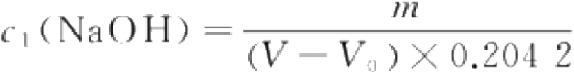 c₁(NaOH) = m / ((V − V₀) × 0.204 2)